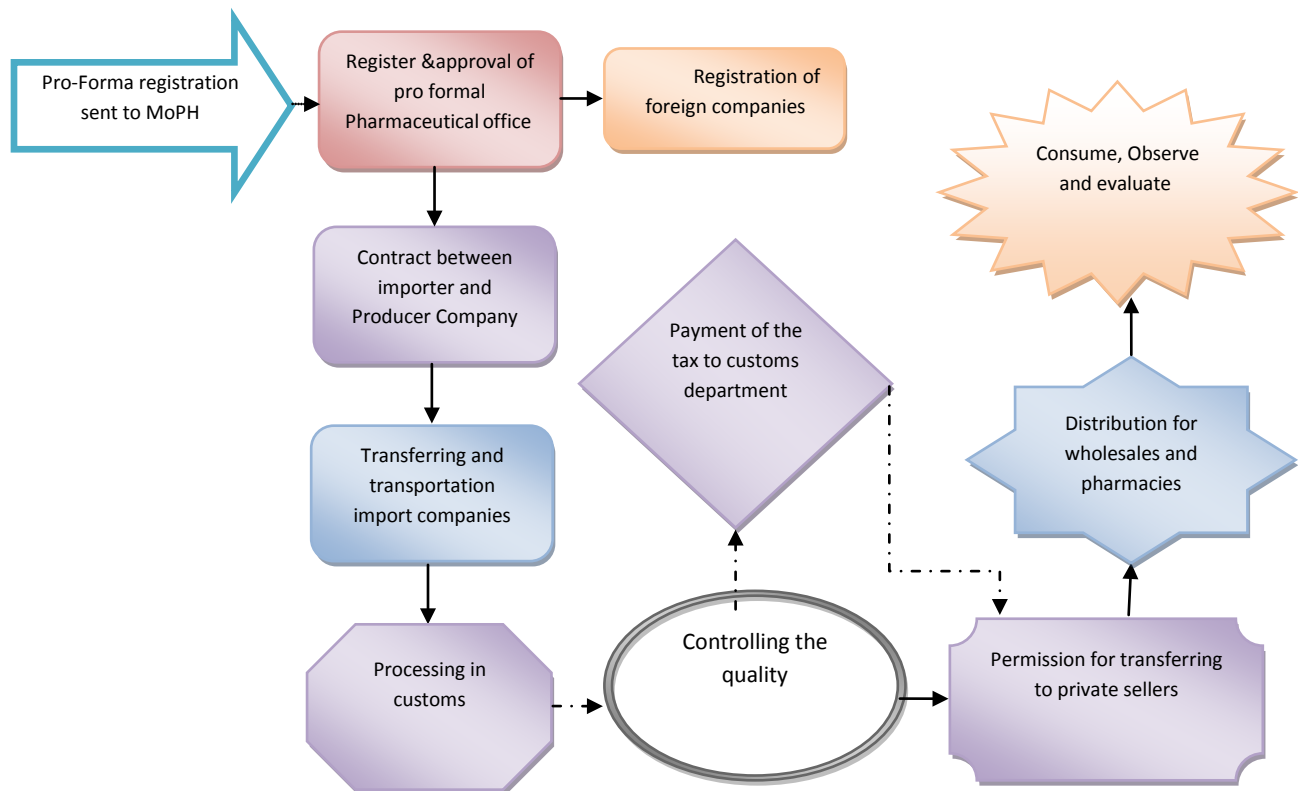 Pro-Forma registration
sent to MoPH
Register &approval of
pro formal
Pharmaceutical office
Registration of
foreign companies
Contract between
importer and
Producer Company
Transferring and
transportation
import companies
Processing in
customs
Controlling the
quality
Payment of the
tax to customs
department
Permission for transferring
to private sellers
Distribution for
wholesales and
pharmacies
Consume, Observe
and evaluate